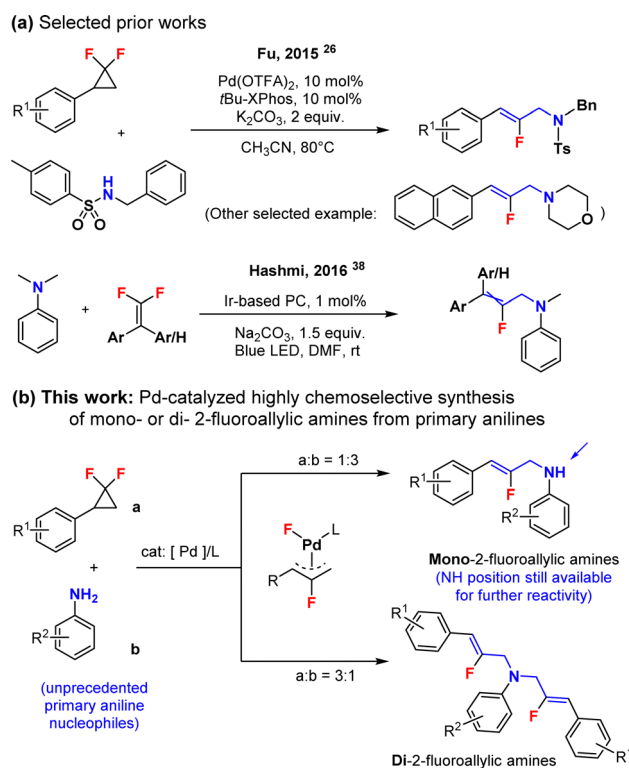 (a) Selected prior works
F F
R¹
+
Fu, 2015 ²⁶
Pd(OTFA)₂, 10 mol%
tBu-XPhos, 10 mol%
K₂CO₃, 2 equiv.
CH₃CN, 80°C
R¹
F
N
Bn
Ts
H
N
S
O O
(Other selected example:
F
N
O
)
N
+
F F
Ar Ar/H
Hashmi, 2016 ³⁸
Ir-based PC, 1 mol%
Na₂CO₃, 1.5 equiv.
Blue LED, DMF, rt
Ar/H
Ar
F
N
(b) This work: Pd-catalyzed highly chemoselective synthesis
of mono- or di- 2-fluoroallylic amines from primary anilines
F F
R¹
a
+
NH₂
R²
b
(unprecedented
primary aniline
nucleophiles)
cat: [ Pd ]/L
F
L
Pd
R
F
a:b = 1:3
R¹
F
NH
R²
Mono-2-fluoroallylic amines
(NH position still available
for further reactivity)
a:b = 3:1
R¹
F
N
R²
F
R¹
Di-2-fluoroallylic amines